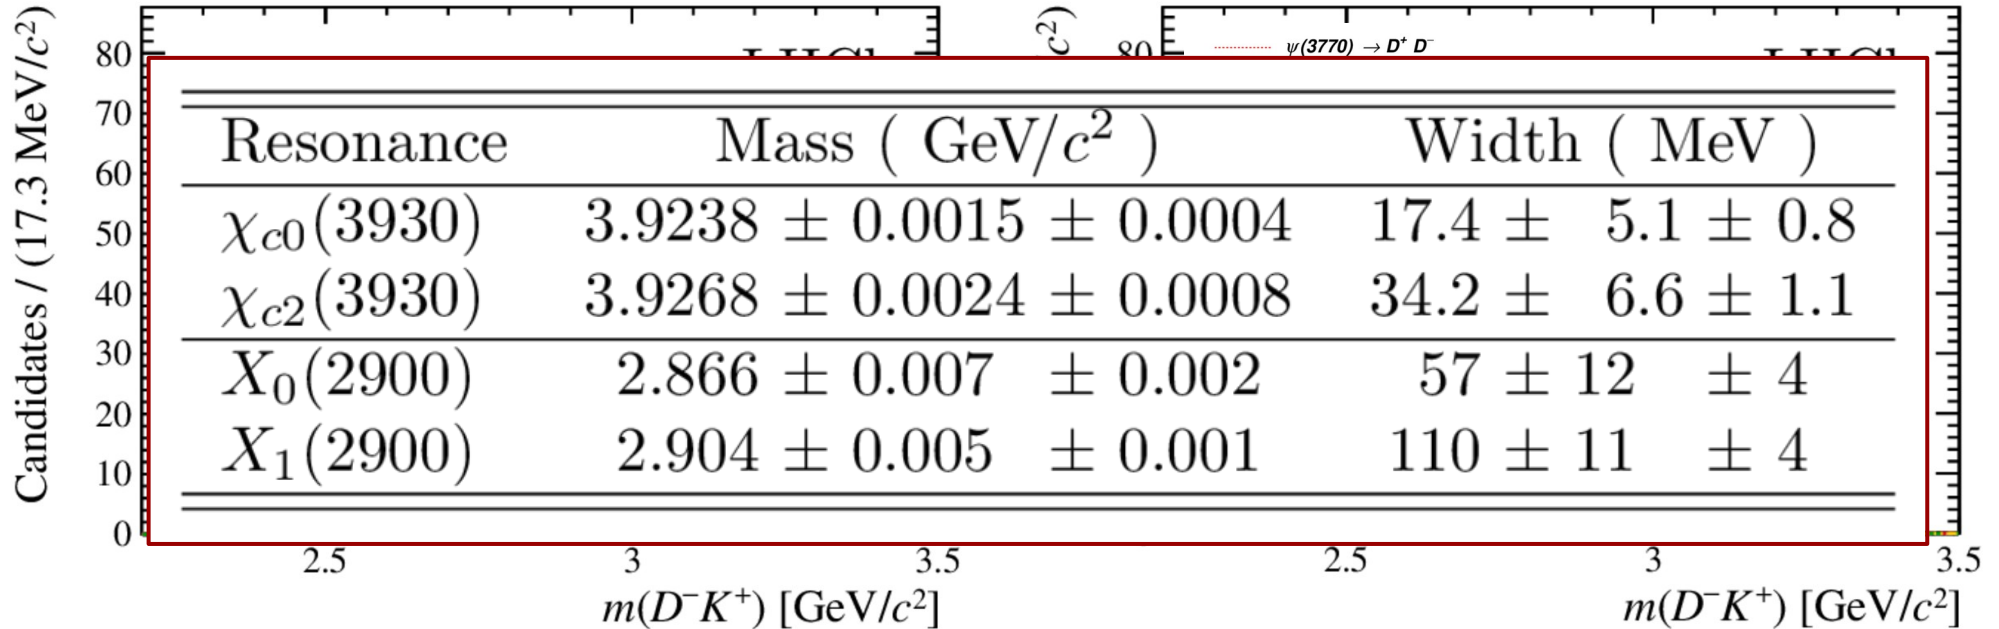 Candidates / (17.3 MeV/c²)
80
70
60
50
40
30
20
10
0
c²)
80
ψ(3770) → D⁺ D⁻
Resonance Mass ( GeV/c² ) Width ( MeV )
χc0(3930) 3.9238 ± 0.0015 ± 0.0004 17.4 ± 5.1 ± 0.8
χc2(3930) 3.9268 ± 0.0024 ± 0.0008 34.2 ± 6.6 ± 1.1
X₀(2900) 2.866 ± 0.007 ± 0.002 57 ± 12 ± 4
X₁(2900) 2.904 ± 0.005 ± 0.001 110 ± 11 ± 4
2.5 3 3.5 2.5 3 3.5
m(D⁻K⁺) [GeV/c²] m(D⁻K⁺) [GeV/c²]